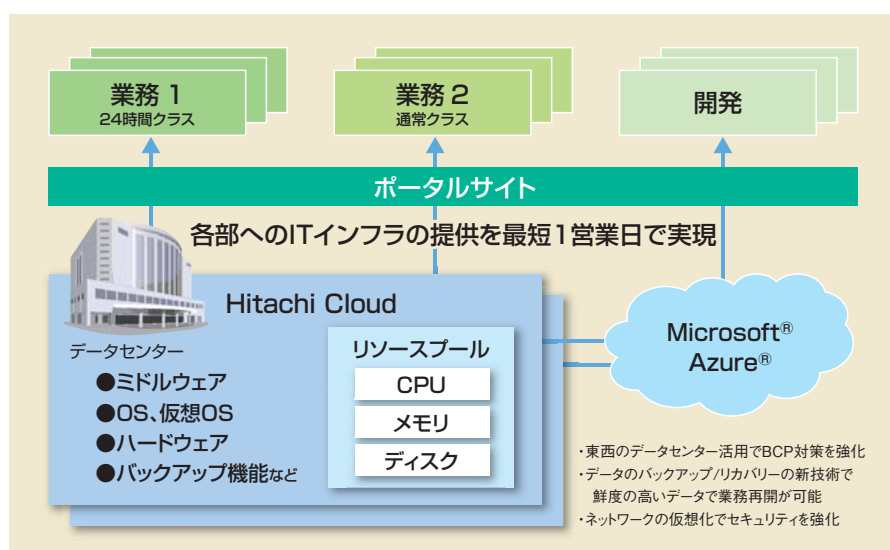 業務 1
24時間クラス
業務 2
通常クラス
開発
ポータルサイト
各部へのITインフラの提供を最短1営業日で実現
Hitachi Cloud
データセンター
●ミドルウェア
●OS、仮想OS
●ハードウェア
●バックアップ機能など
リソースプール
CPU
メモリ
ディスク
Microsoft®
Azure®
・東西のデータセンター活用でBCP対策を強化
・データのバックアップ/リカバリーの新技術で
鮮度の高いデータで業務再開が可能
・ネットワークの仮想化でセキュリティを強化